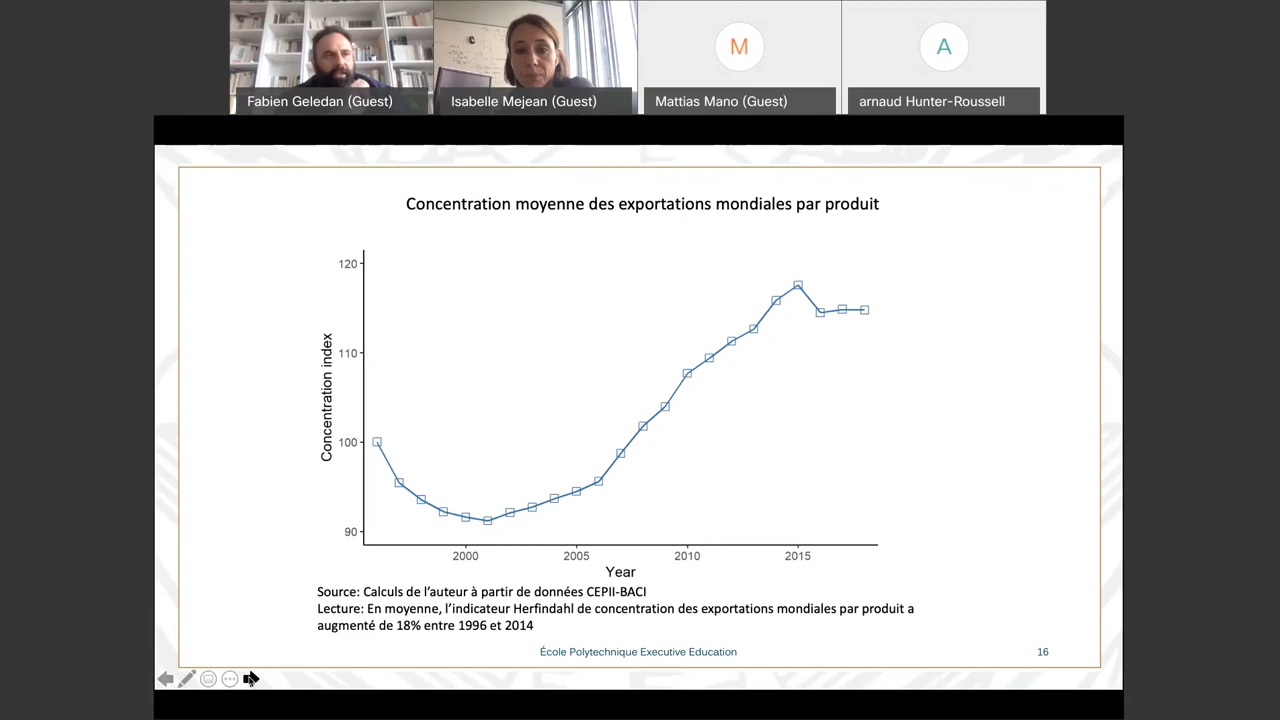 M
A
Fabien Geledan (Guest)
Isabelle Mejean (Guest)
Mattias Mano (Guest)
arnaud Hunter-Roussell
Concentration moyenne des exportations mondiales par produit
Concentration index
120
110
100
90
2000
2005
2010
2015
Year
Source: Calculs de l’auteur à partir de données CEPII-BACI
Lecture: En moyenne, l’indicateur Herfindahl de concentration des exportations mondiales par produit a
augmenté de 18% entre 1996 et 2014
École Polytechnique Executive Education
16